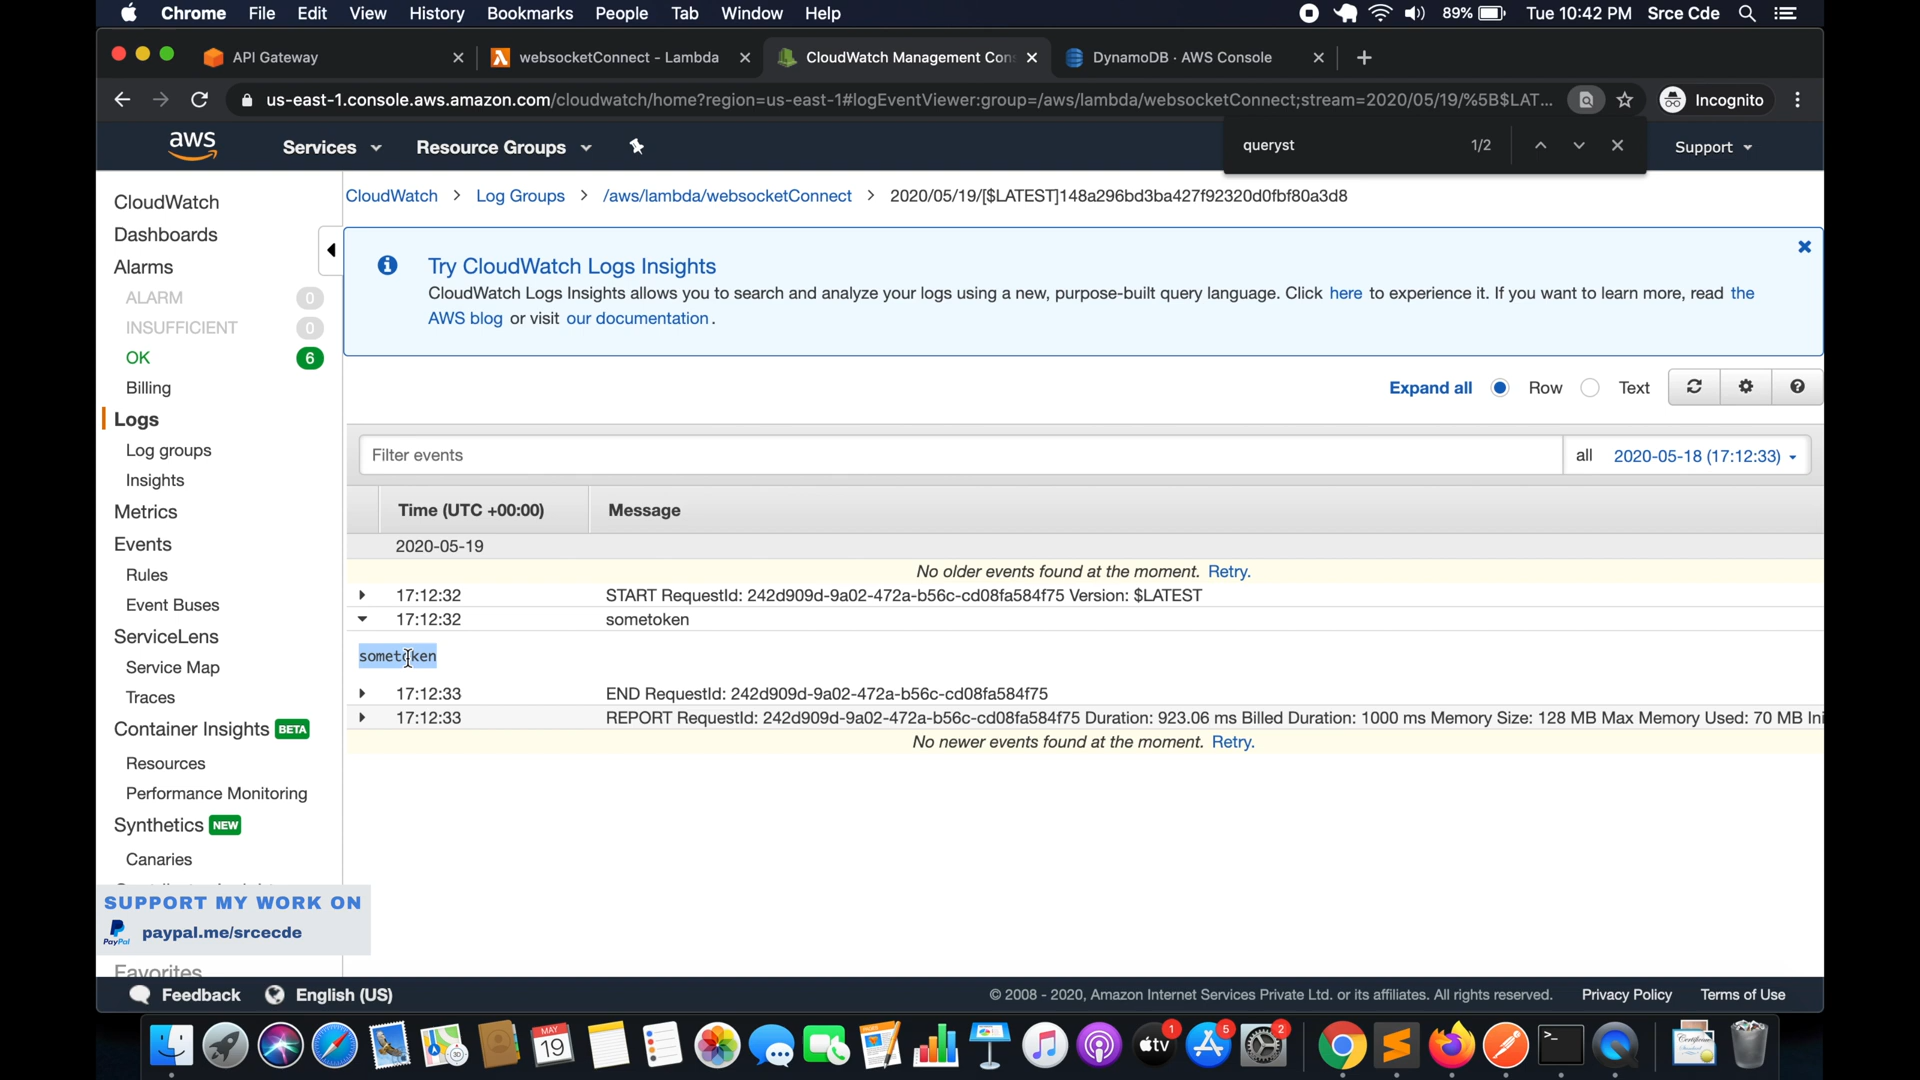 Chrome File Edit View History Bookmarks People Tab Window Help 89% Tue 10:42 PM Srce Cde
API Gateway websocketConnect - Lambda CloudWatch Management Con DynamoDB · AWS Console
us-east-1.console.aws.amazon.com/cloudwatch/home?region=us-east-1#logEventViewer:group=/aws/lambda/websocketConnect;stream=2020/05/19/%5B$LAT... Incognito
aws Services Resource Groups queryst 1/2 Support
CloudWatch
Dashboards
Alarms
ALARM 0
INSUFFICIENT 0
OK 6
Billing
Logs
Log groups
Insights
Metrics
Events
Rules
Event Buses
ServiceLens
Service Map
Traces
Container Insights BETA
Resources
Performance Monitoring
Synthetics NEW
Canaries
SUPPORT MY WORK ON
PayPal paypal.me/srcecde
Favorites
CloudWatch > Log Groups > /aws/lambda/websocketConnect > 2020/05/19/[$LATEST]148a296bd3ba427f92320d0fbf80a3d8
Try CloudWatch Logs Insights
CloudWatch Logs Insights allows you to search and analyze your logs using a new, purpose-built query language. Click here to experience it. If you want to learn more, read the
AWS blog or visit our documentation.
Expand all Row Text
Filter events all 2020-05-18 (17:12:33)
Time (UTC +00:00) Message
2020-05-19
No older events found at the moment. Retry.
17:12:32 START RequestId: 242d909d-9a02-472a-b56c-cd08fa584f75 Version: $LATEST
17:12:32 sometoken
sometoken
17:12:33 END RequestId: 242d909d-9a02-472a-b56c-cd08fa584f75
17:12:33 REPORT RequestId: 242d909d-9a02-472a-b56c-cd08fa584f75 Duration: 923.06 ms Billed Duration: 1000 ms Memory Size: 128 MB Max Memory Used: 70 MB Ini
No newer events found at the moment. Retry.
Feedback English (US) © 2008 - 2020, Amazon Internet Services Private Ltd. or its affiliates. All rights reserved. Privacy Policy Terms of Use
MAY
19
tv 1 5 2